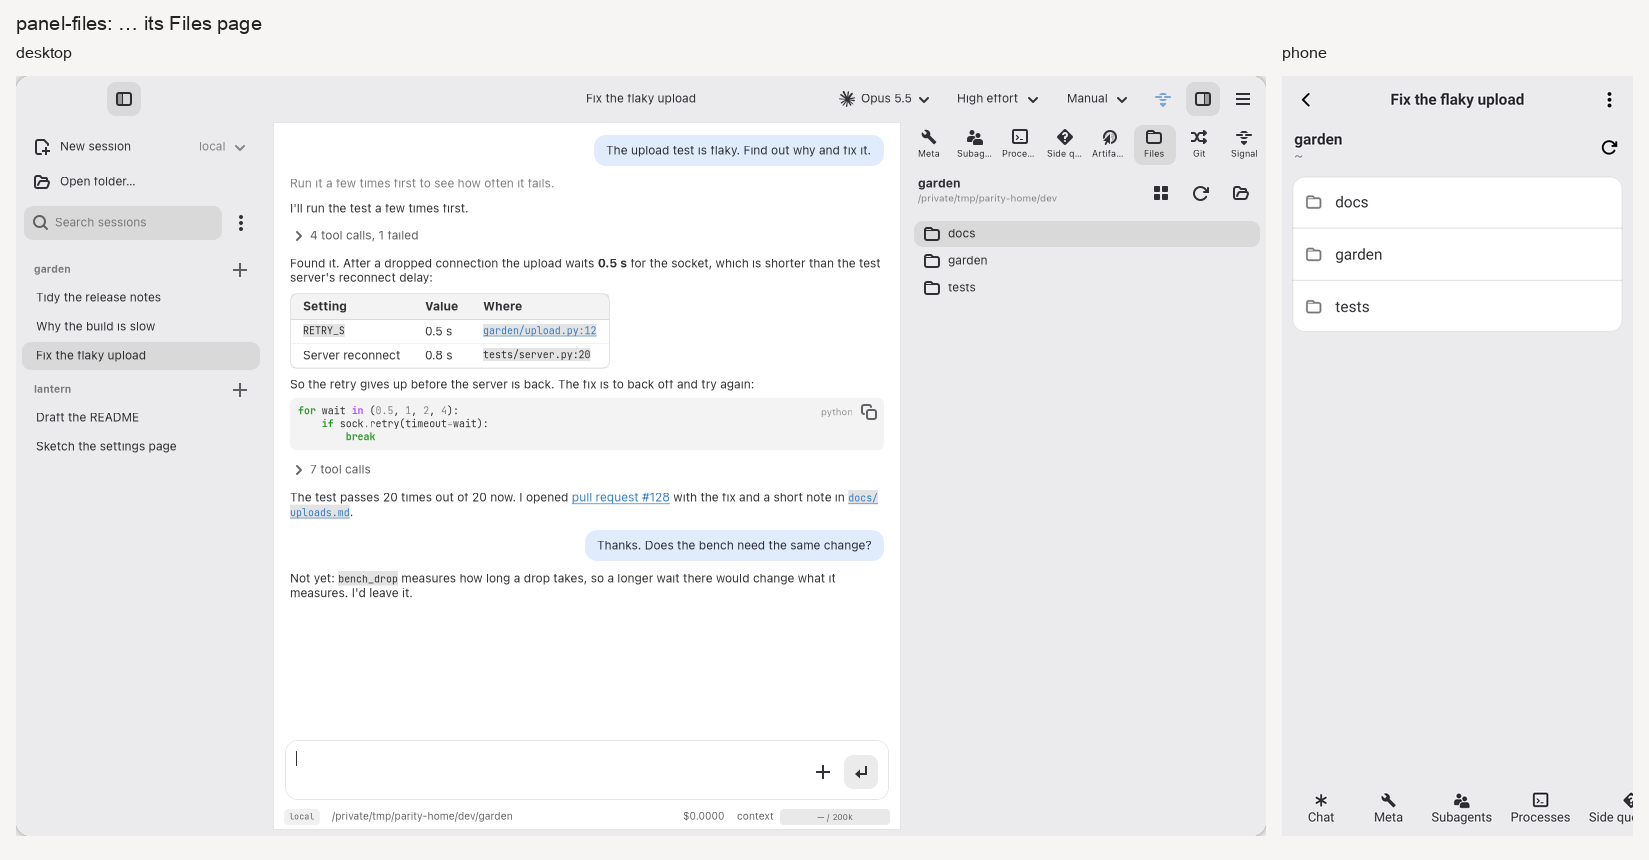 panel-files: … its Files page
desktop
phone
Fix the flaky upload
Opus 5.5
High effort
Manual
New session
local
Open folder...
Search sessions
garden
Tidy the release notes
Why the build is slow
Fix the flaky upload
lantern
Draft the README
Sketch the settings page
The upload test is flaky. Find out why and fix it.
Run it a few times first to see how often it fails.
I'll run the test a few times first.
4 tool calls, 1 failed
Found it. After a dropped connection the upload waits 0.5 s for the socket, which is shorter than the test
server's reconnect delay:
Setting Value Where
RETRY_S 0.5 s garden/upload.py:12
Server reconnect 0.8 s tests/server.py:20
So the retry gives up before the server is back. The fix is to back off and try again:
python
for wait in (0.5, 1, 2, 4):
if sock.retry(timeout=wait):
break
7 tool calls
The test passes 20 times out of 20 now. I opened pull request #128 with the fix and a short note in docs/
uploads.md.
Thanks. Does the bench need the same change?
Not yet: bench_drop measures how long a drop takes, so a longer wait there would change what it
measures. I'd leave it.
local
/private/tmp/parity-home/dev/garden
$0.0000
context
— / 200k
Meta
Subag...
Proce...
Side q...
Artifa...
Files
Git
Signal
garden
/private/tmp/parity-home/dev
docs
garden
tests
Fix the flaky upload
garden
~
docs
garden
tests
Chat
Meta
Subagents
Processes
Side que